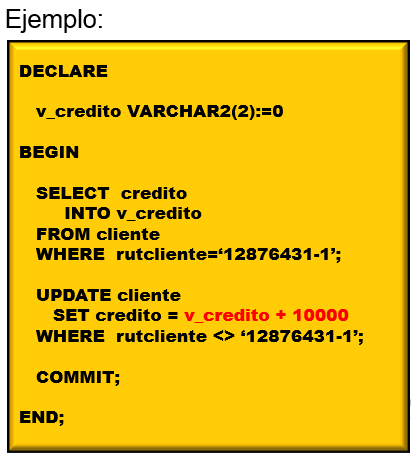 Ejemplo:
DECLARE
v_credito VARCHAR2(2):=0
BEGIN
SELECT credito
INTO v_credito
FROM cliente
WHERE rutcliente=‘12876431-1’;
UPDATE cliente
SET credito = v_credito + 10000
WHERE rutcliente <> ‘12876431-1’;
COMMIT;
END;